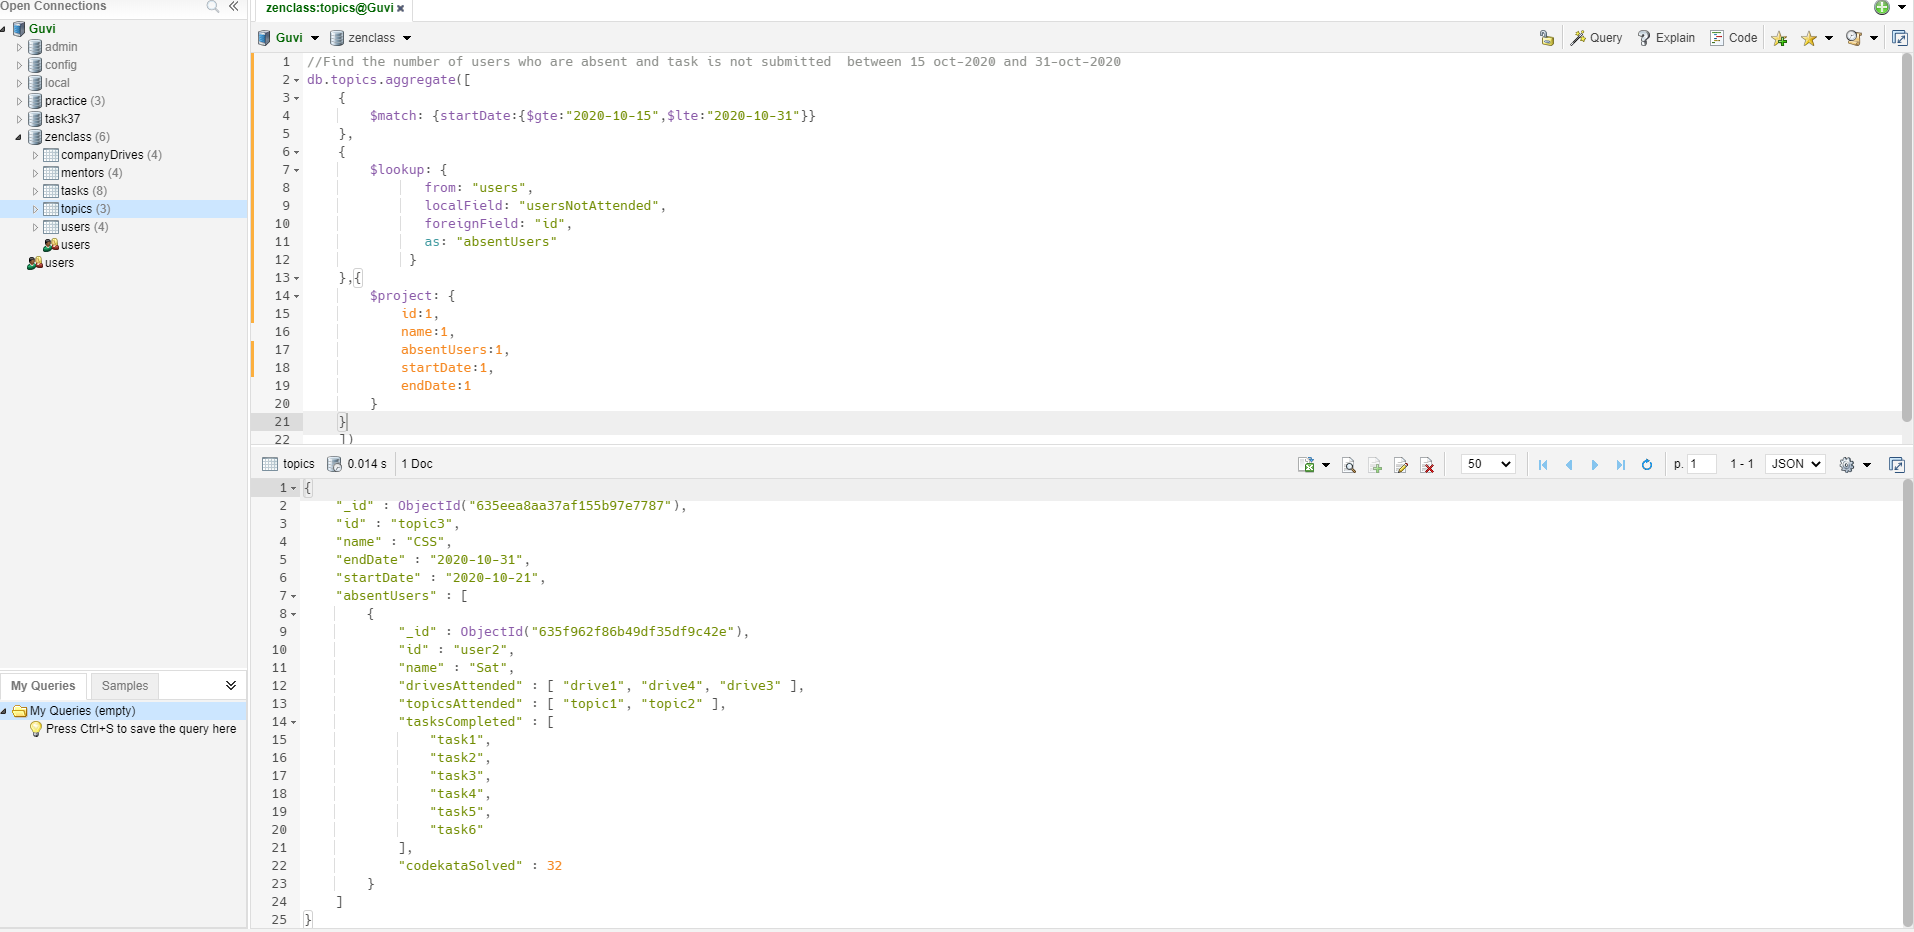 Open Connections
Guvi
admin
config
local
practice (3)
task37
zenclass (6)
companyDrives (4)
mentors (4)
tasks (8)
topics (3)
users (4)
users
users
My Queries Samples
My Queries (empty)
Press Ctrl+S to save the query here
zenclass:topics@Guvi
Guvi zenclass Query Explain Code
1 //Find the number of users who are absent and task is not submitted  between 15 oct-2020 and 31-oct-2020
2 db.topics.aggregate([
3 {
4 $match: {startDate:{$gte:"2020-10-15",$lte:"2020-10-31"}}
5 },
6 {
7 $lookup: {
8 from: "users",
9 localField: "usersNotAttended",
10 foreignField: "id",
11 as: "absentUsers"
12 }
13 },{
14 $project: {
15 id:1,
16 name:1,
17 absentUsers:1,
18 startDate:1,
19 endDate:1
20 }
21 }
22 ])
topics 0.014 s 1 Doc 50 p. 1 1 - 1 JSON
1 {
2 "_id" : ObjectId("635eea8aa37af155b97e7787"),
3 "id" : "topic3",
4 "name" : "CSS",
5 "endDate" : "2020-10-31",
6 "startDate" : "2020-10-21",
7 "absentUsers" : [
8 {
9 "_id" : ObjectId("635f962f86b49df35df9c42e"),
10 "id" : "user2",
11 "name" : "Sat",
12 "drivesAttended" : [ "drive1", "drive4", "drive3" ],
13 "topicsAttended" : [ "topic1", "topic2" ],
14 "tasksCompleted" : [
15 "task1",
16 "task2",
17 "task3",
18 "task4",
19 "task5",
20 "task6"
21 ],
22 "codekataSolved" : 32
23 }
24 ]
25 }